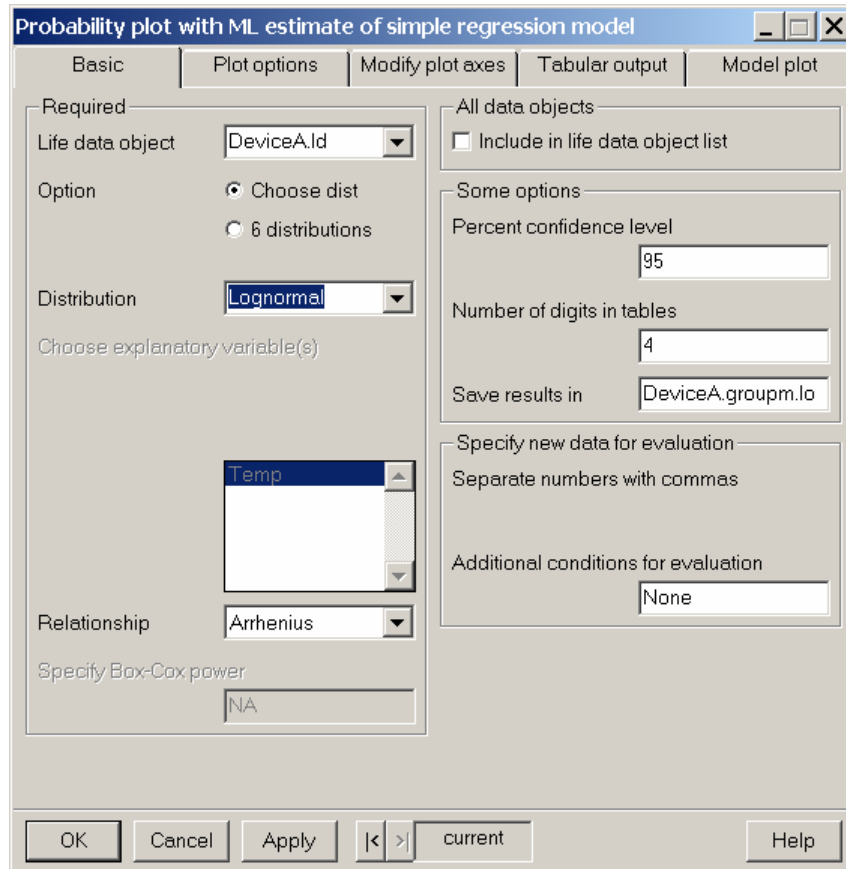 Probability plot with ML estimate of simple regression model
Basic
Plot options
Modify plot axes
Tabular output
Model plot
Required
Life data object
DeviceA.ld
Option
Choose dist
6 distributions
Distribution
Lognormal
Choose explanatory variable(s)
Temp
Relationship
Arrhenius
Specify Box-Cox power
NA
All data objects
Include in life data object list
Some options
Percent confidence level
95
Number of digits in tables
4
Save results in
DeviceA.groupm.lo
Specify new data for evaluation
Separate numbers with commas
Additional conditions for evaluation
None
OK
Cancel
Apply
|<
>|
current
Help